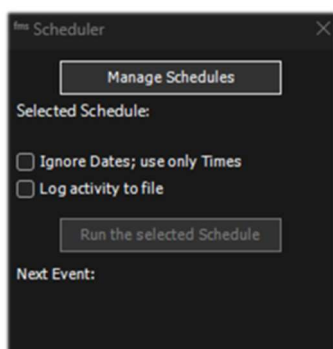 fms Scheduler
Manage Schedules
Selected Schedule:
Ignore Dates; use only Times
Log activity to file
Run the selected Schedule
Next Event: